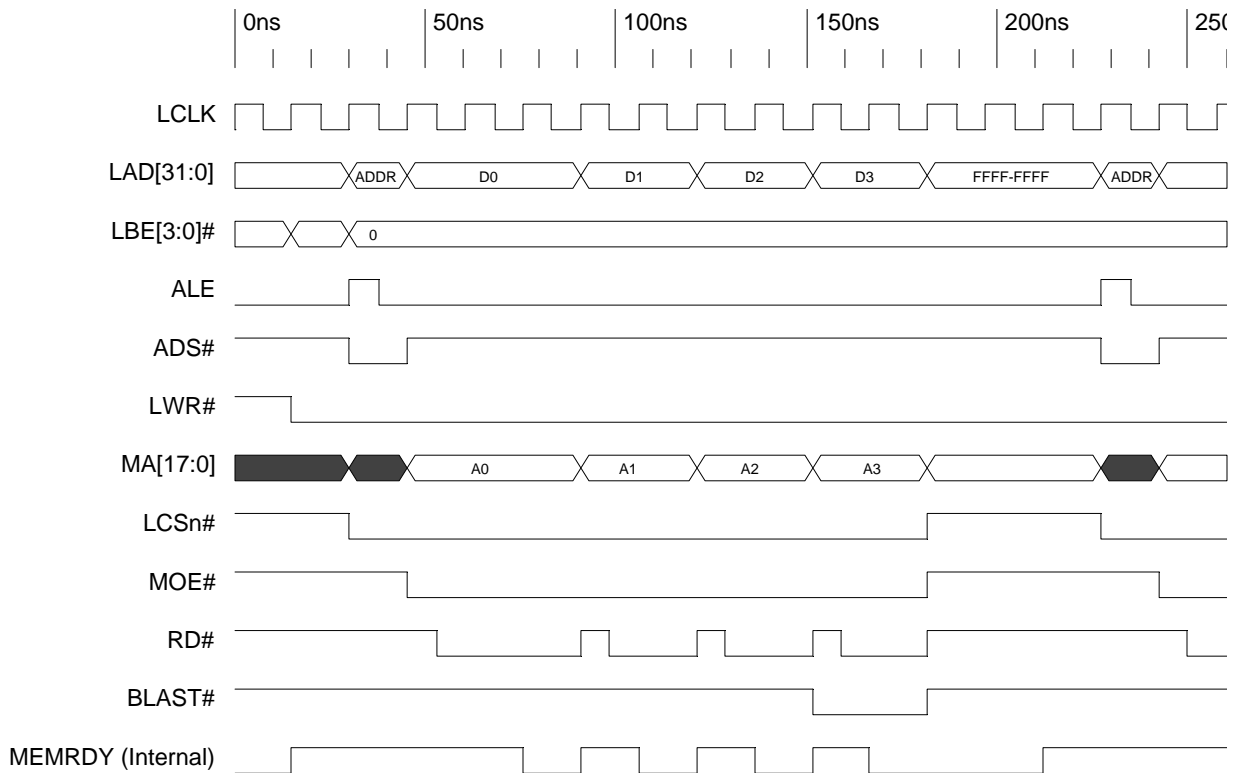 0ns 50ns 100ns 150ns 200ns 250
LCLK
LAD[31:0] ADDR D0 D1 D2 D3 FFFF-FFFF ADDR
LBE[3:0]# 0
ALE
ADS#
LWR#
MA[17:0] A0 A1 A2 A3
LCSn#
MOE#
RD#
BLAST#
MEMRDY (Internal)